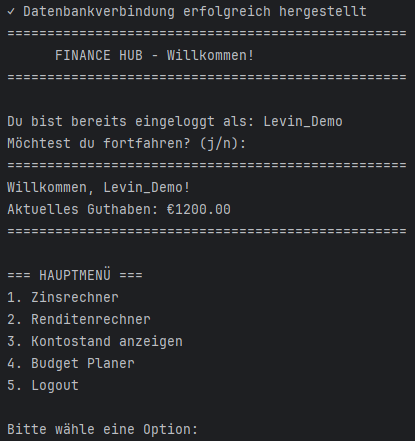 ✓ Datenbankverbindung erfolgreich hergestellt
==================================================
FINANCE HUB - Willkommen!
==================================================
Du bist bereits eingeloggt als: Levin_Demo
Möchtest du fortfahren? (j/n):
==================================================
Willkommen, Levin_Demo!
Aktuelles Guthaben: €1200.00
==================================================
=== HAUPTMENÜ ===
1. Zinsrechner
2. Renditenrechner
3. Kontostand anzeigen
4. Budget Planer
5. Logout
Bitte wähle eine Option: